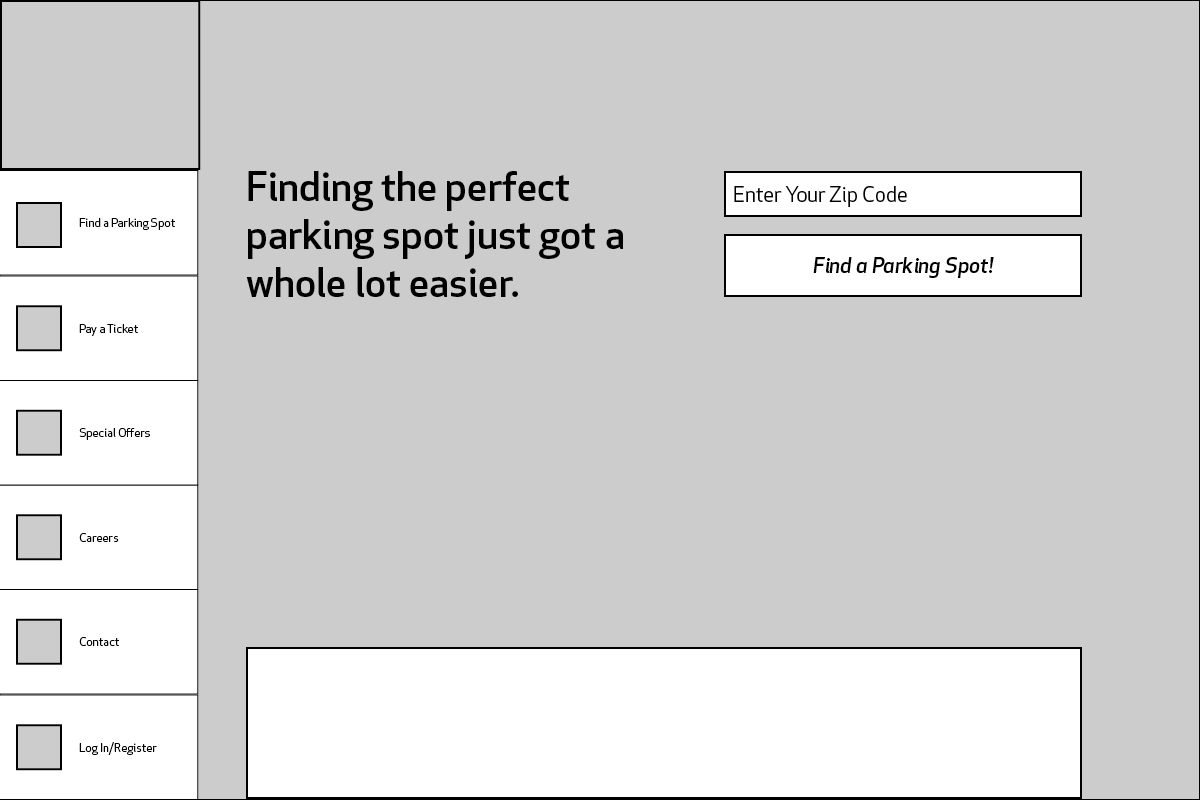 Finding the perfect
parking spot just got a
whole lot easier.
Enter Your Zip Code
Find a Parking Spot!
Find a Parking Spot
Pay a Ticket
Special Offers
Careers
Contact
Log In/Register